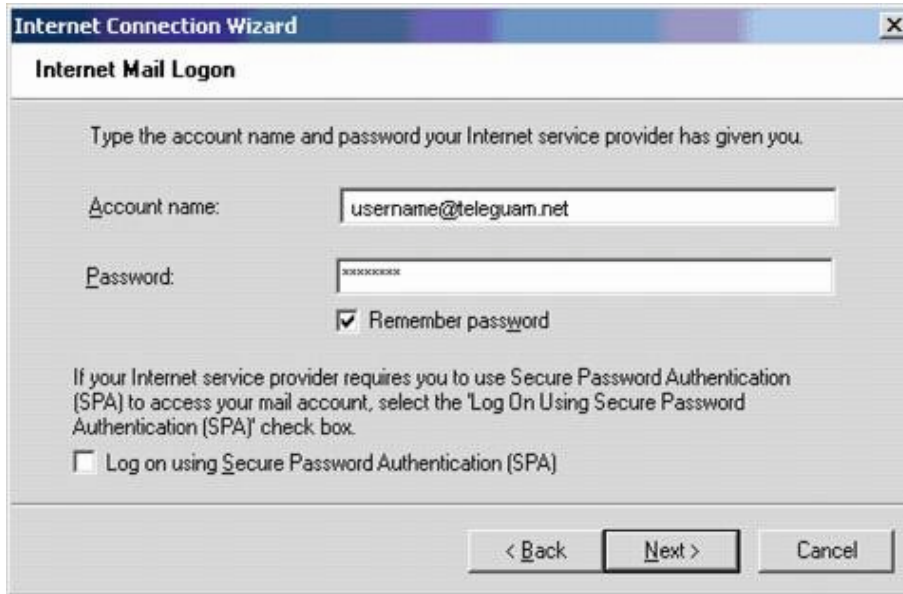 Internet Connection Wizard
Internet Mail Logon
Type the account name and password your Internet service provider has given you.
Account name:
username@teleguam.net
Password:
********
Remember password
If your Internet service provider requires you to use Secure Password Authentication
(SPA) to access your mail account, select the 'Log On Using Secure Password
Authentication (SPA)' check box.
Log on using Secure Password Authentication (SPA)
< Back
Next >
Cancel